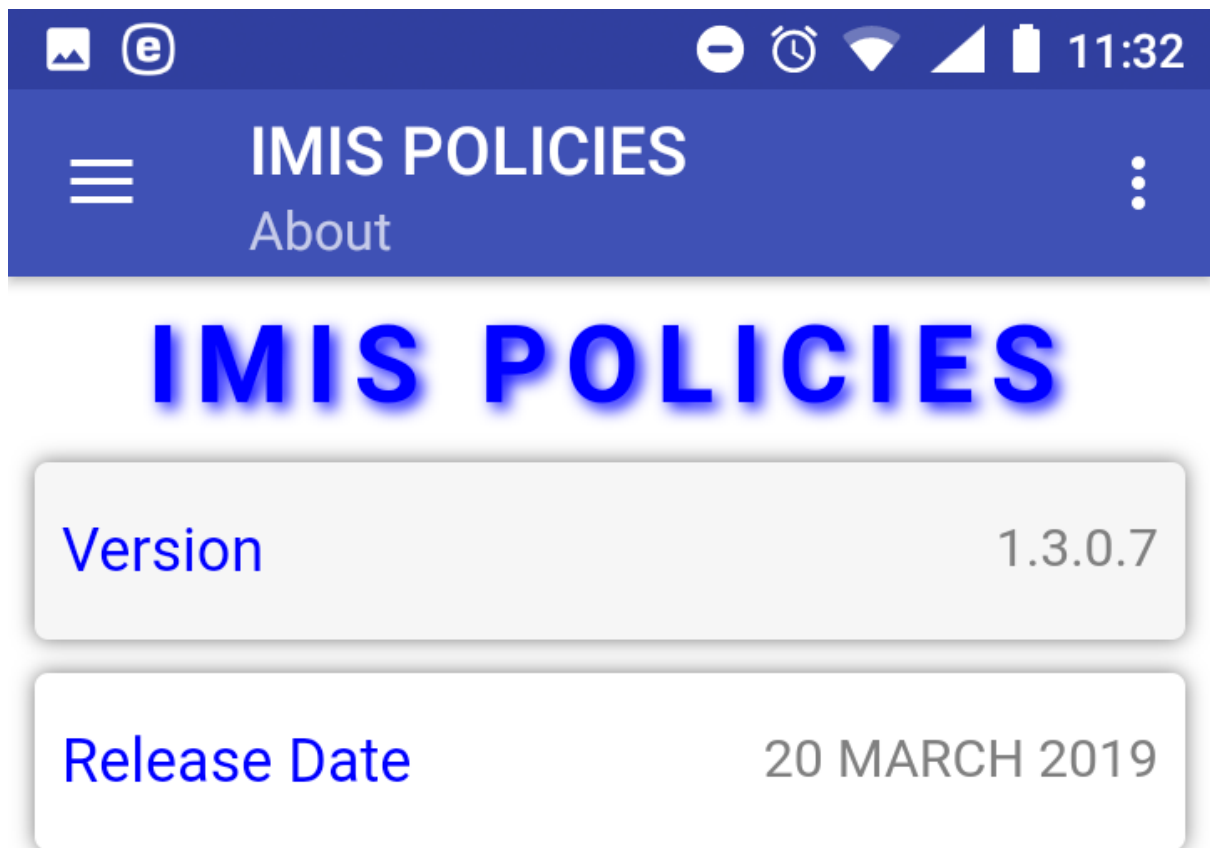 11:32
IMIS POLICIES
About
IMIS POLICIES
Version 1.3.0.7
Release Date 20 MARCH 2019